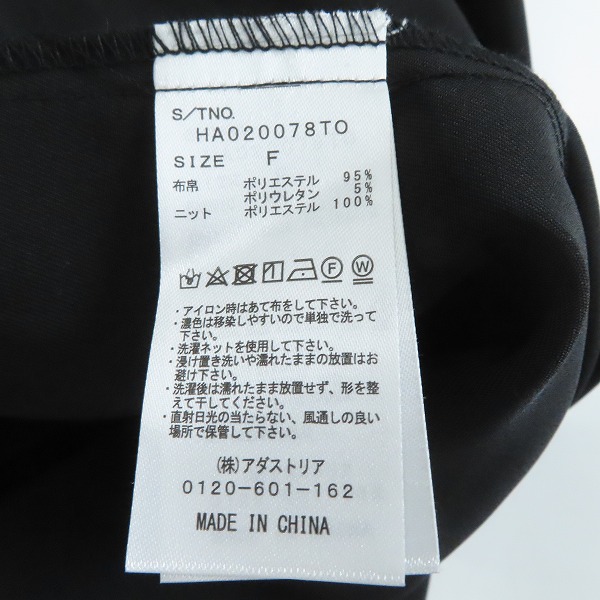 S/TNO.
HA020078TO
SIZE F
布帛 ポリエステル 95%
ポリウレタン 5%
ニット ポリエステル 100%
F W
・アイロン時はあて布をして下さい。
・濃色は移染しやすいので単独で洗って
下さい。
・洗濯ネットを使用して下さい。
・浸け置き洗いや濡れたままの放置はお
避け下さい。
・洗濯後は濡れたまま放置せず、形を整
えて干してください。
・直射日光の当たらない、風通しの良い
場所で保管して下さい。
(株)アダストリア
0120-601-162
MADE IN CHINA